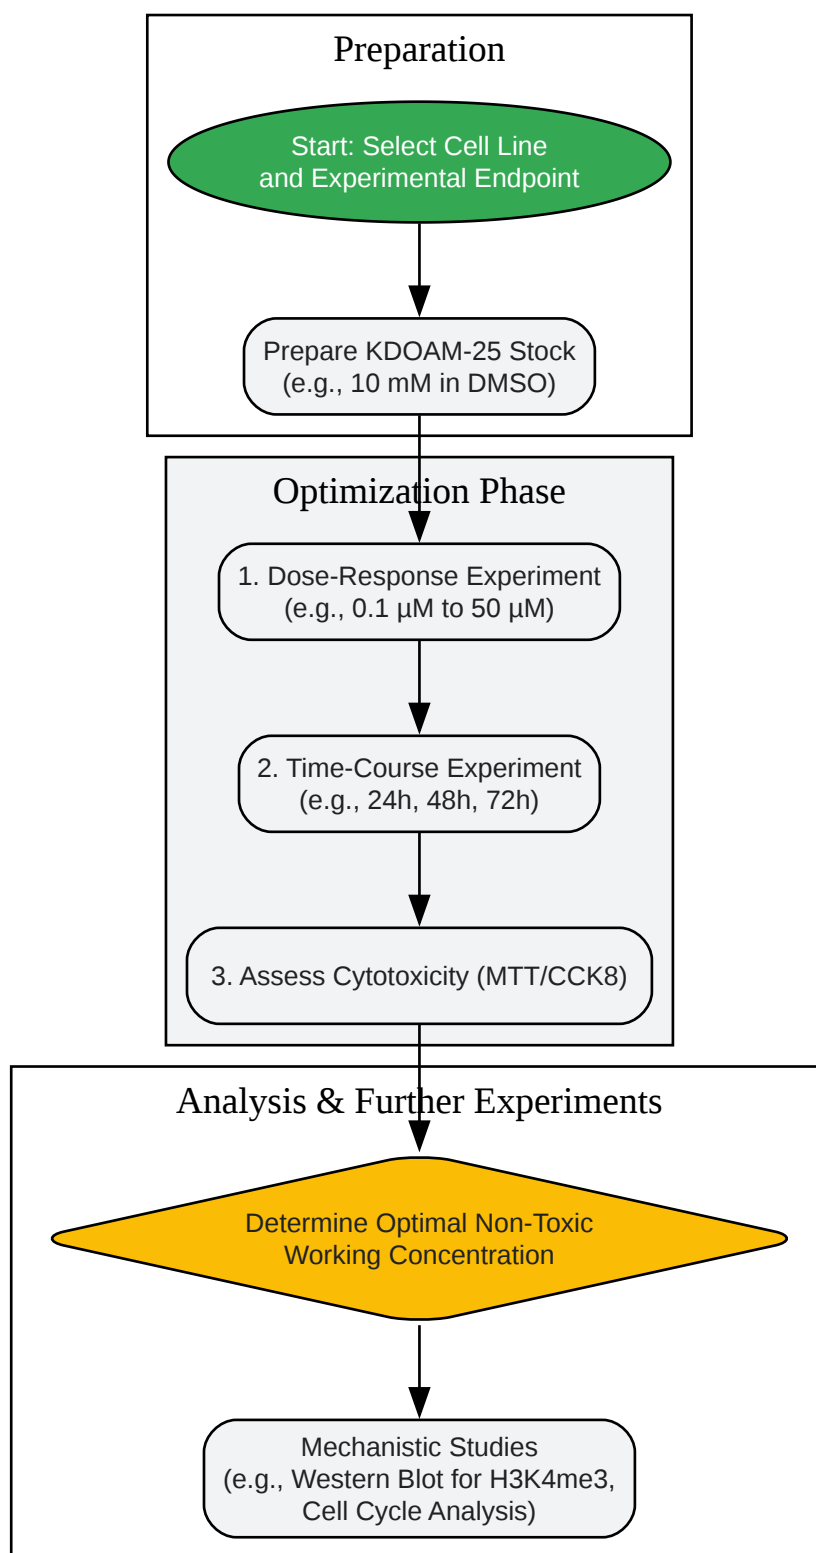 Preparation
Start: Select Cell Line
and Experimental Endpoint
Prepare KDOAM-25 Stock
(e.g., 10 mM in DMSO)
Optimization Phase
1. Dose-Response Experiment
(e.g., 0.1 µM to 50 µM)
2. Time-Course Experiment
(e.g., 24h, 48h, 72h)
3. Assess Cytotoxicity (MTT/CCK8)
Analysis & Further Experiments
Determine Optimal Non-Toxic
Working Concentration
Mechanistic Studies
(e.g., Western Blot for H3K4me3,
Cell Cycle Analysis)